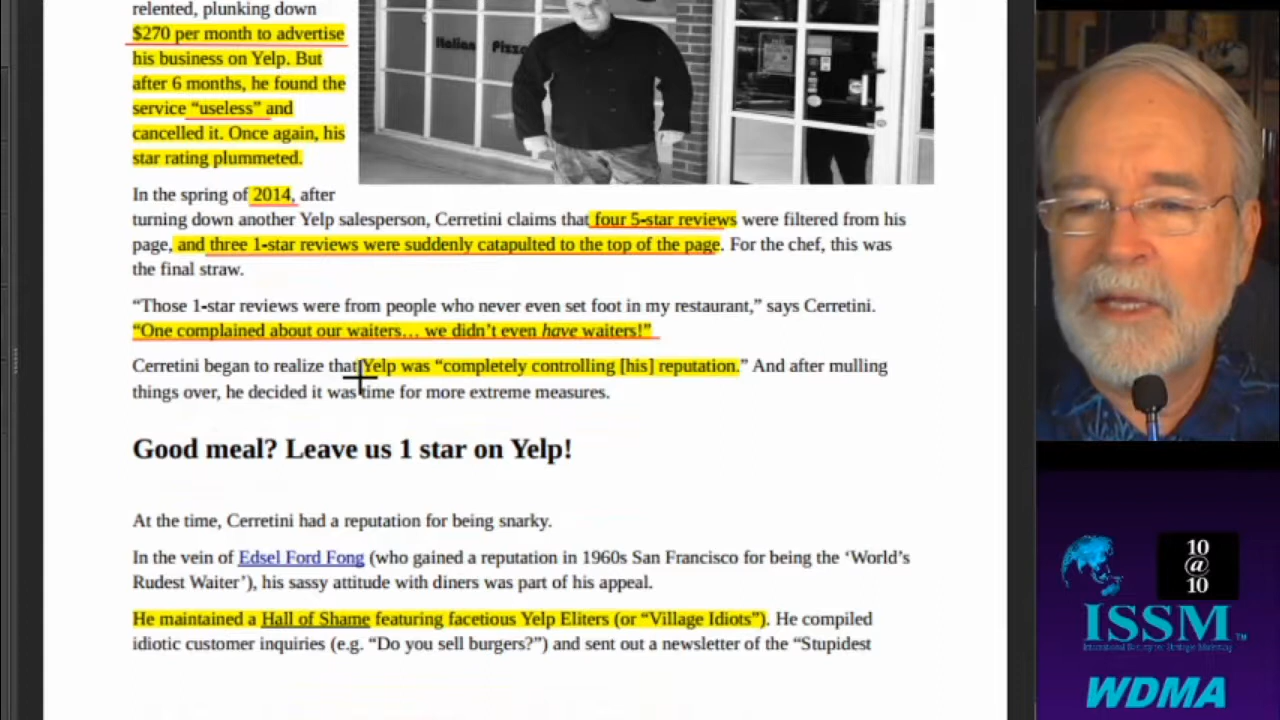 relented, plunking down
$270 per month to advertise
his business on Yelp. But
after 6 months, he found the
service “useless” and
cancelled it. Once again, his
star rating plummeted.
Italian Pizza
In the spring of 2014, after
turning down another Yelp salesperson, Cerretini claims that four 5-star reviews were filtered from his
page, and three 1-star reviews were suddenly catapulted to the top of the page. For the chef, this was
the final straw.
“Those 1-star reviews were from people who never even set foot in my restaurant,” says Cerretini.
“One complained about our waiters… we didn’t even have waiters!”
Cerretini began to realize that Yelp was “completely controlling [his] reputation.” And after mulling
things over, he decided it was time for more extreme measures.
Good meal? Leave us 1 star on Yelp!
At the time, Cerretini had a reputation for being snarky.
In the vein of Edsel Ford Fong (who gained a reputation in 1960s San Francisco for being the ‘World’s
Rudest Waiter’), his sassy attitude with diners was part of his appeal.
He maintained a Hall of Shame featuring facetious Yelp Eliters (or “Village Idiots”). He compiled
idiotic customer inquiries (e.g. “Do you sell burgers?”) and sent out a newsletter of the “Stupidest
10
@
10
ISSM TM
WDMA